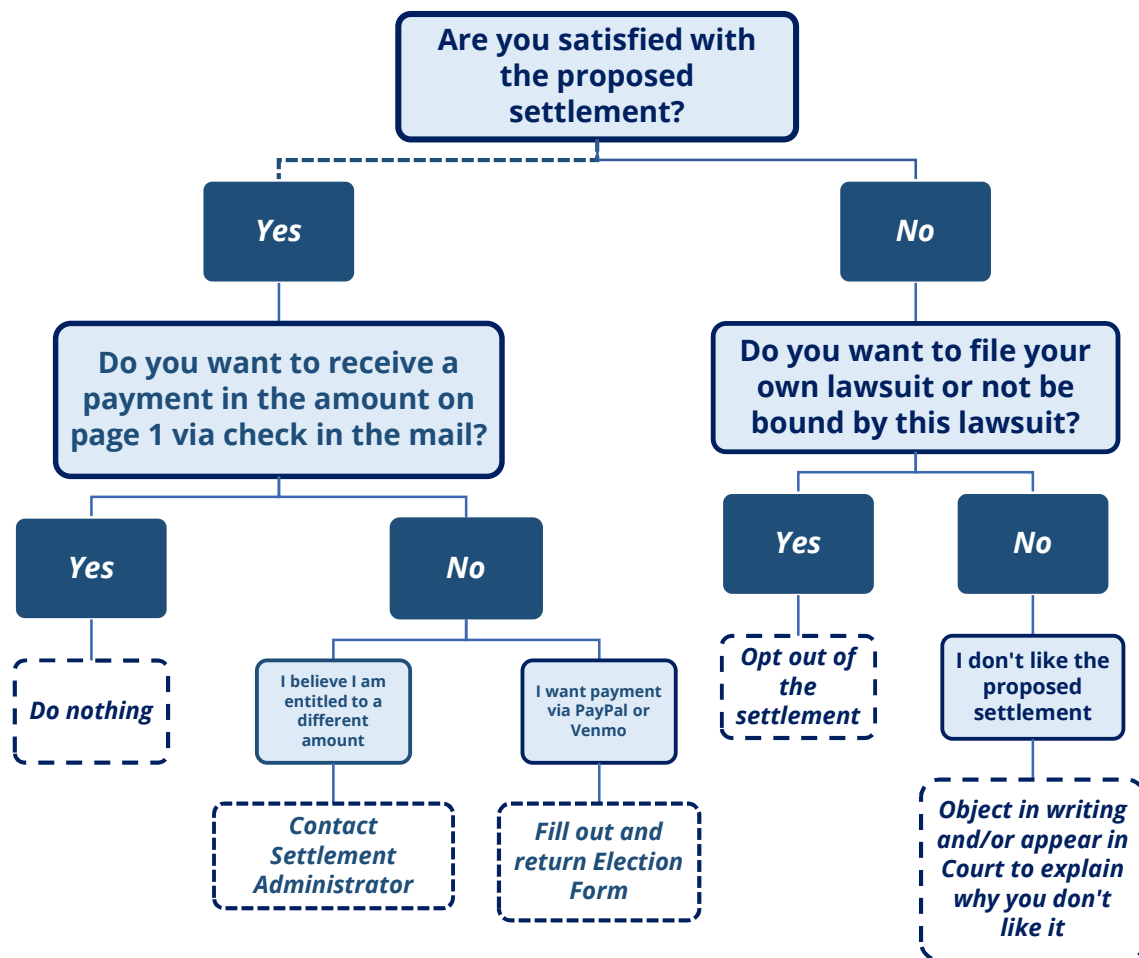 Are you satisfied with
the proposed
settlement?
Yes
No
Do you want to receive a
payment in the amount on
page 1 via check in the mail?
Do you want to file your
own lawsuit or not be
bound by this lawsuit?
Yes
No
Yes
No
Do nothing
I believe I am
entitled to a
different
amount
I want payment
via PayPal or
Venmo
Opt out of
the
settlement
I don't like the
proposed
settlement
Contact
Settlement
Administrator
Fill out and
return Election
Form
Object in writing
and/or appear in
Court to explain
why you don't
like it